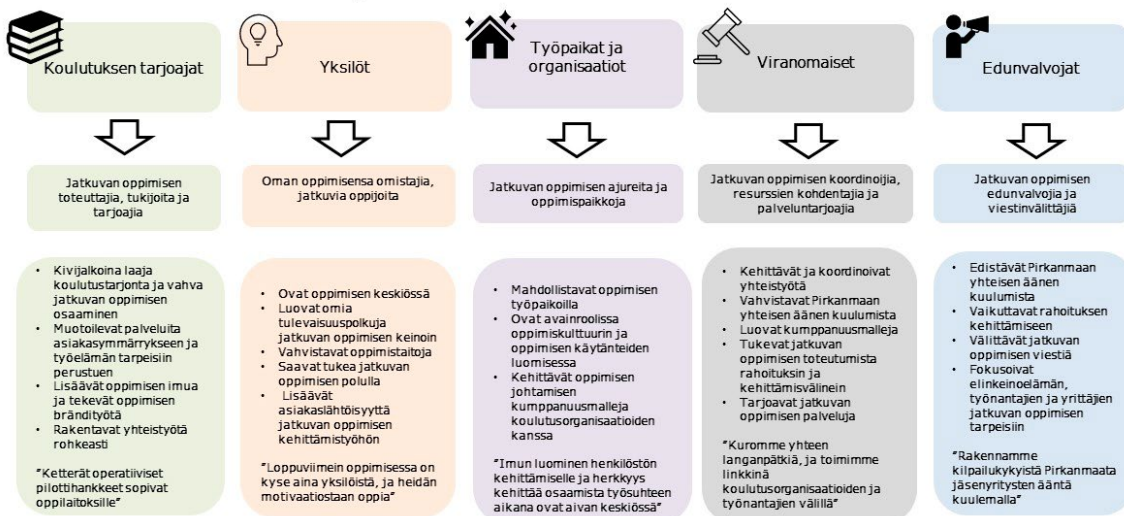 Koulutuksen tarjoajat
Yksilöt
Työpaikat ja
organisaatiot
Viranomaiset
Edunvalvojat
Jatkuvan oppimisen
toteuttajia, tukijoita ja
tarjoajia
Oman oppimisensa omistajia,
jatkuvia oppijoita
Jatkuvan oppimisen ajureita ja
oppimispaikkoja
Jatkuvan oppimisen koordinoijia,
resurssien kohdentajia ja
palveluntarjoajia
Jatkuvan oppimisen
edunvalvojia ja
viestinvälittäjiä
• Kivijalkoina laaja
koulutustarjonta ja vahva
jatkuvan oppimisen
osaaminen
• Muotoilevat palveluita
asiakasymmärrykseen ja
työelämän tarpeisiin
perustuen
• Lisäävät oppimisen imua
ja tekevät oppimisen
brändityötä
• Rakentavat yhteistyötä
rohkeasti
"Ketterät operatiiviset
pilottihankkeet sopivat
oppilaitoksille"
• Ovat oppimisen keskiössä
• Luovat omia
tulevaisuuspolkuja
jatkuvan oppimisen keinoin
• Vahvistavat oppimistaitoja
• Saavat tukea jatkuvan
oppimisen polulla
• Lisäävät
asiakaslähtöisyyttä
jatkuvan oppimisen
kehittämistyöhön
"Loppuviimein oppimisessa on
kyse aina yksilöistä, ja heidän
motivaatiostaan oppia"
• Mahdollistavat oppimisen
työpaikoilla
• Ovat avainroolissa
oppimiskulttuurin ja
oppimisen käytänteiden
luomisessa
• Kehittävät oppimisen
johtamisen
kumppanuusmalleja
koulutusorganisaatioiden
kanssa
"Imun luominen henkilöstön
kehittämiselle ja herkkyys
kehittää osaamista työsuhteen
aikana ovat aivan keskiössä"
• Kehittävät ja koordinoivat
yhteistyötä
• Vahvistavat Pirkanmaan
yhteisen äänen kuulumista
• Luovat kumppanuusmalleja
• Tukevat jatkuvan
oppimisen toteutumista
rahoituksin ja
kehittämisvälinein
• Tarjoavat jatkuvan
oppimisen palveluja
"Kuromme yhteen
langanpätkiä, ja toimimme
linkkinä
koulutusorganisaatioiden ja
työnantajien välillä"
• Edistävät Pirkanmaan
yhteisen äänen
kuulumista
• Vaikuttavat rahoituksen
kehittämiseen
• Välittävät jatkuvan
oppimisen viestiä
• Fokusoivat
elinkeinoelämän,
työnantajien ja yrittäjien
jatkuvan oppimisen
tarpeisiin
"Rakennamme
kilpailukykyistä Pirkanmaata
jäsenyritysten ääntä
kuulemalla"